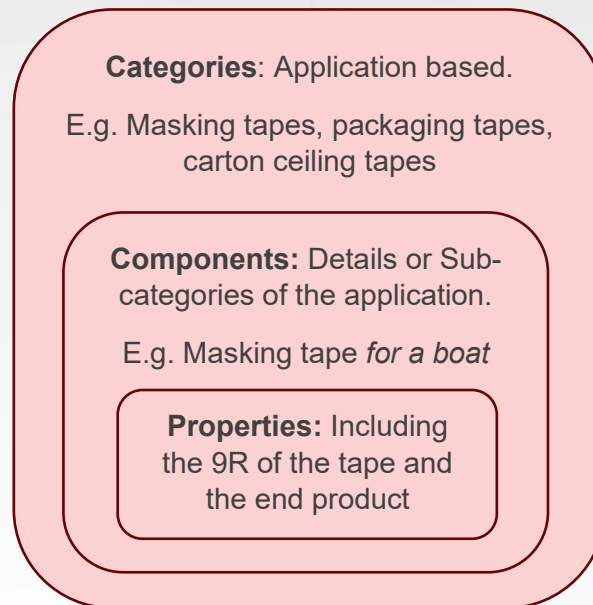 Categories: Application based.
E.g. Masking tapes, packaging tapes,
carton ceiling tapes
Components: Details or Sub-
categories of the application.
E.g. Masking tape for a boat
Properties: Including
the 9R of the tape and
the end product